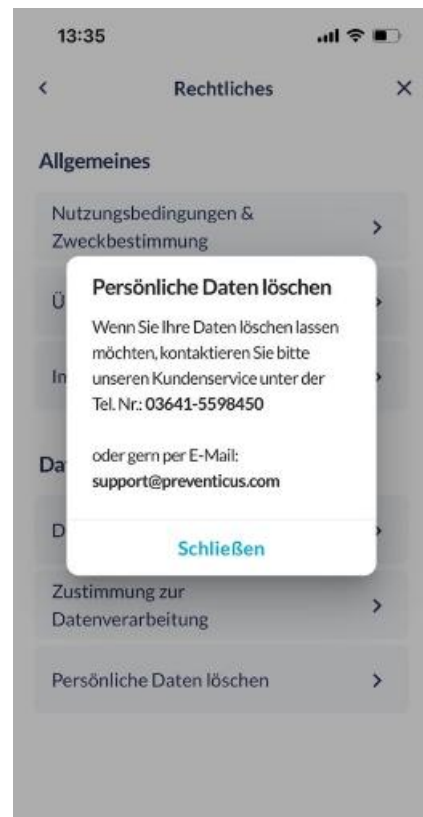 13:35
Rechtliches
Allgemeines
Nutzungsbedingungen &
Zweckbestimmung
Persönliche Daten löschen
Wenn Sie Ihre Daten löschen lassen
möchten, kontaktieren Sie bitte
unseren Kundenservice unter der
Tel. Nr.: 03641-5598450
oder gern per E-Mail:
support@preventicus.com
Schließen
Zustimmung zur
Datenverarbeitung
Persönliche Daten löschen